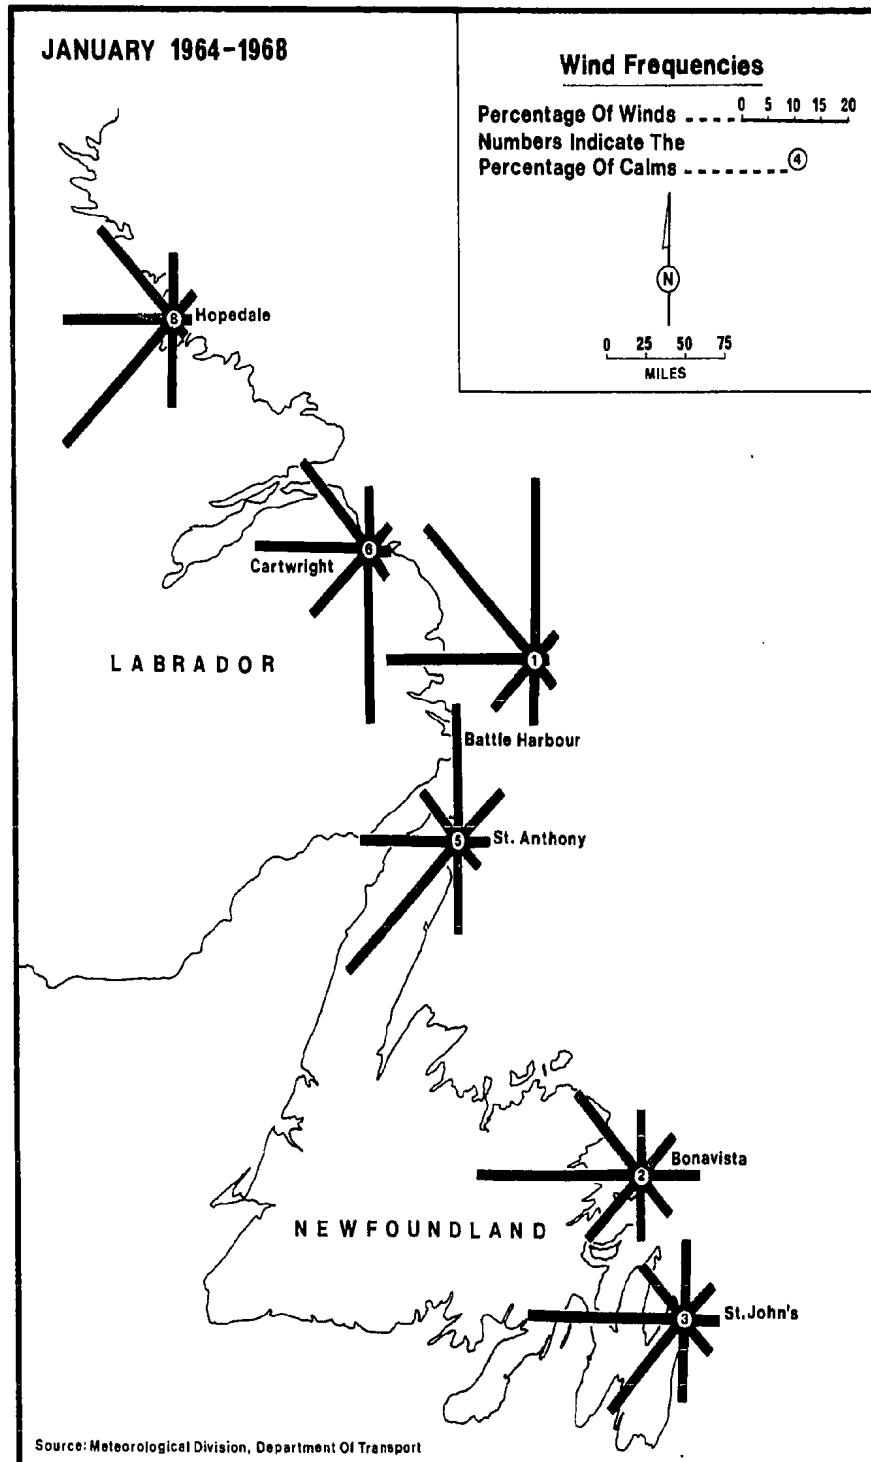 JANUARY 1964-1968
Wind Frequencies
Percentage Of Winds ---- 0 5 10 15 20
Numbers Indicate The
Percentage Of Calms ------- 4
N
0 25 50 75
MILES
8 Hopedale
6
Cartwright
1
LABRADOR
Battle Harbour
5 St. Anthony
Bonavista
2
NEWFOUNDLAND
3 St. John's
Source: Meteorological Division, Department Of Transport